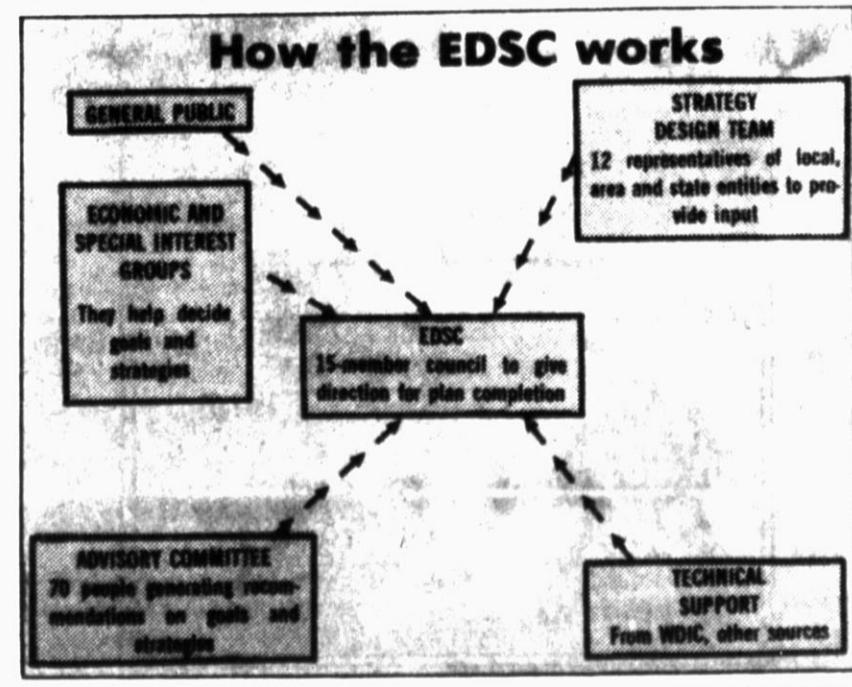 How the EDSC works
GENERAL PUBLIC
STRATEGY
DESIGN TEAM
12 representatives of local,
area and state entities to pro-
vide input
ECONOMIC AND
SPECIAL INTEREST
GROUPS
They help decide
goals and
strategies
EDSC
15-member council to give
direction for plan completion
ADVISORY COMMITTEE
70 people generating recom-
mendations on goals and
strategies
TECHNICAL
SUPPORT
From WDIC, other sources